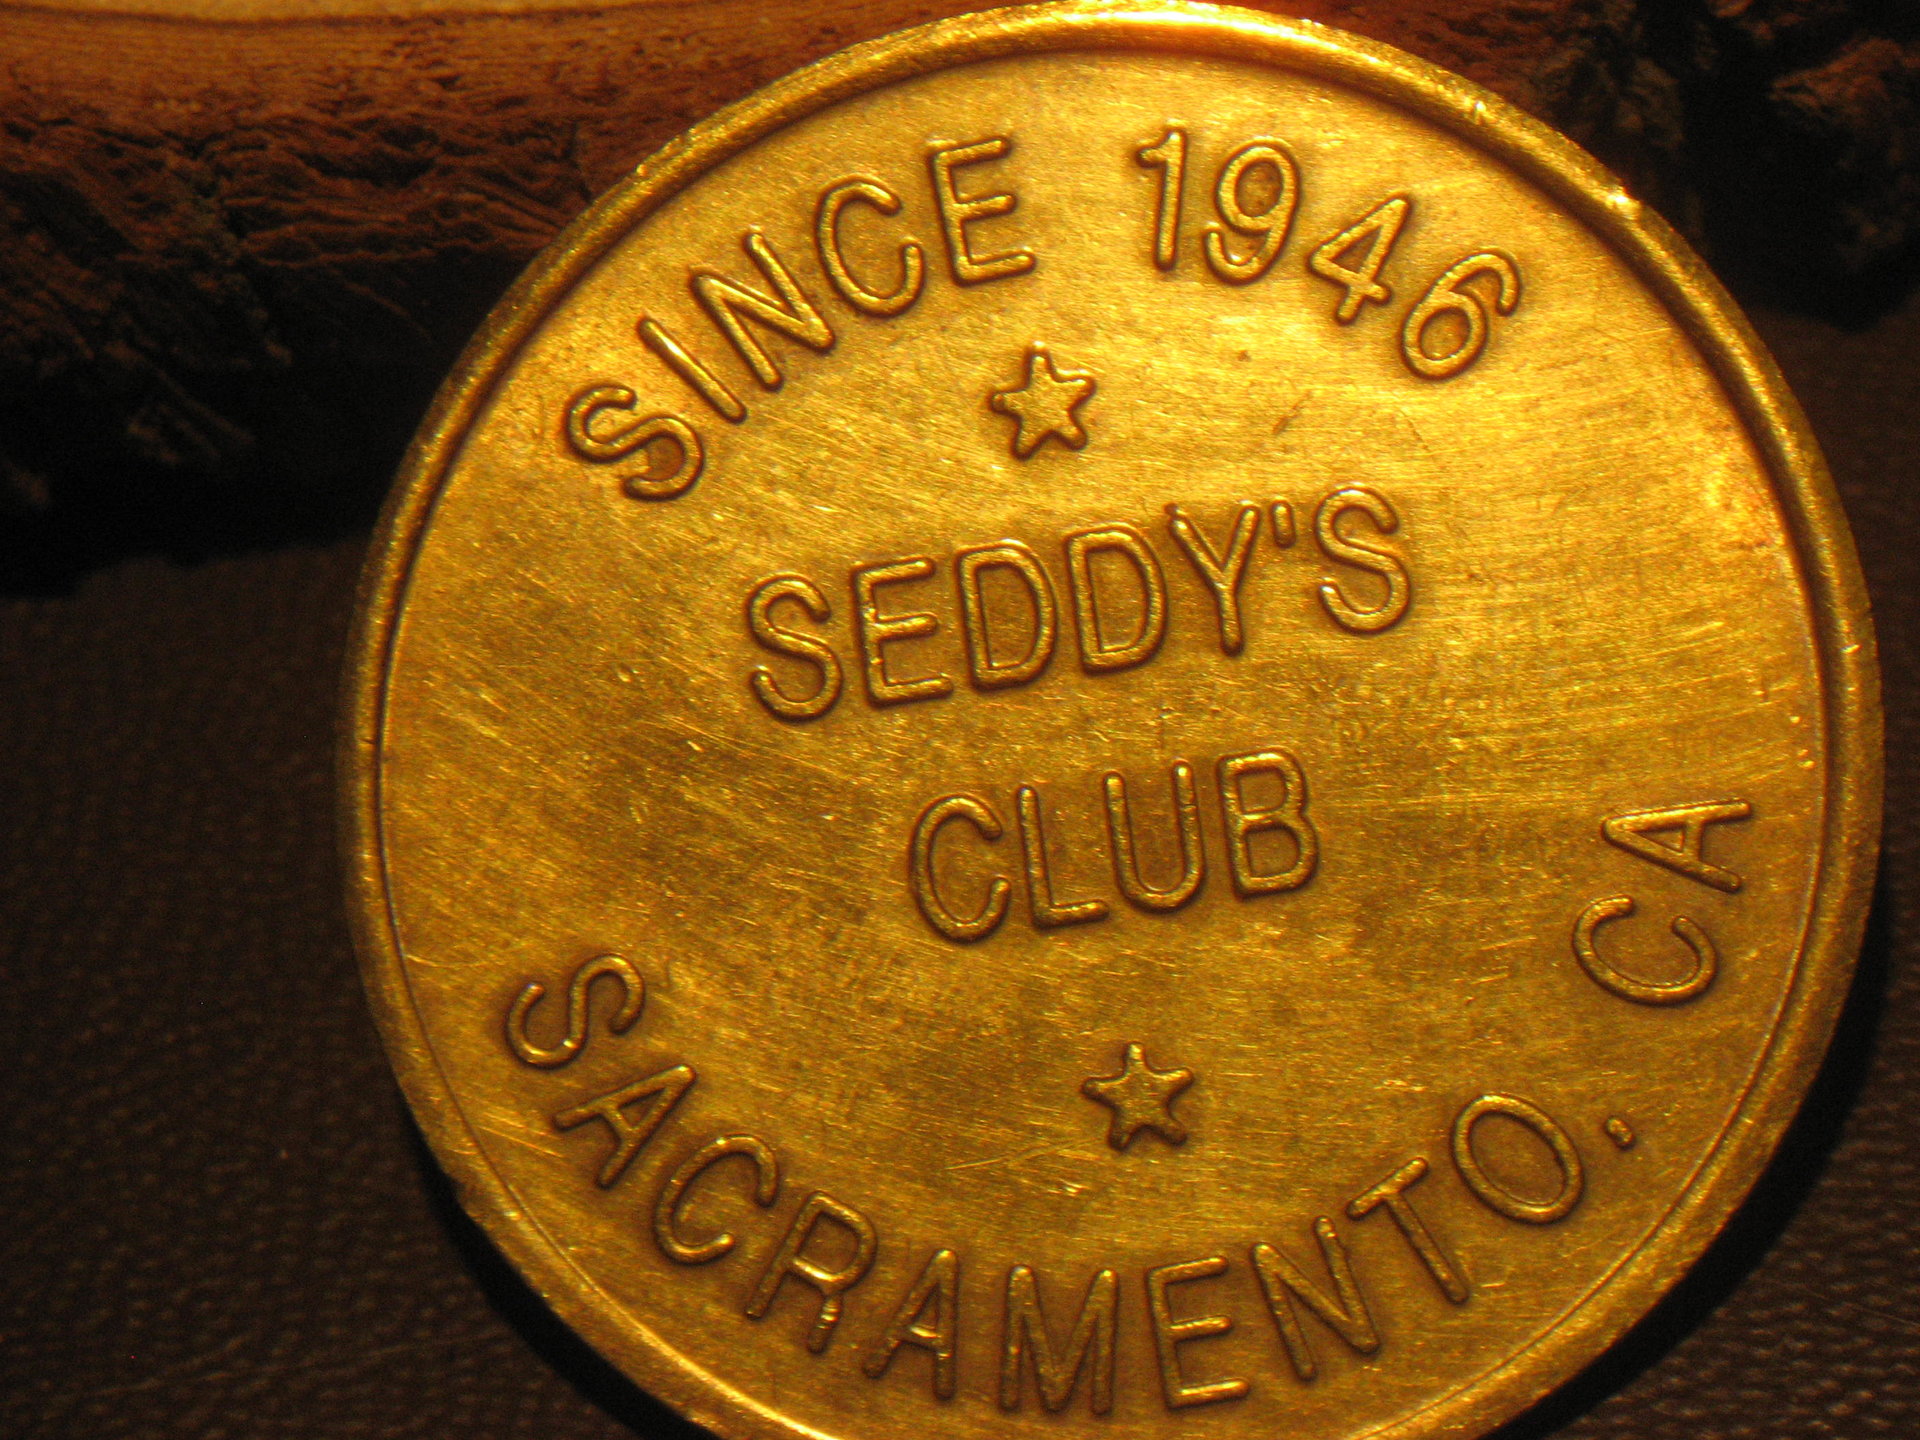 SINCE 1946
SEDDY'S
CLUB
SACRAMENTO, CA